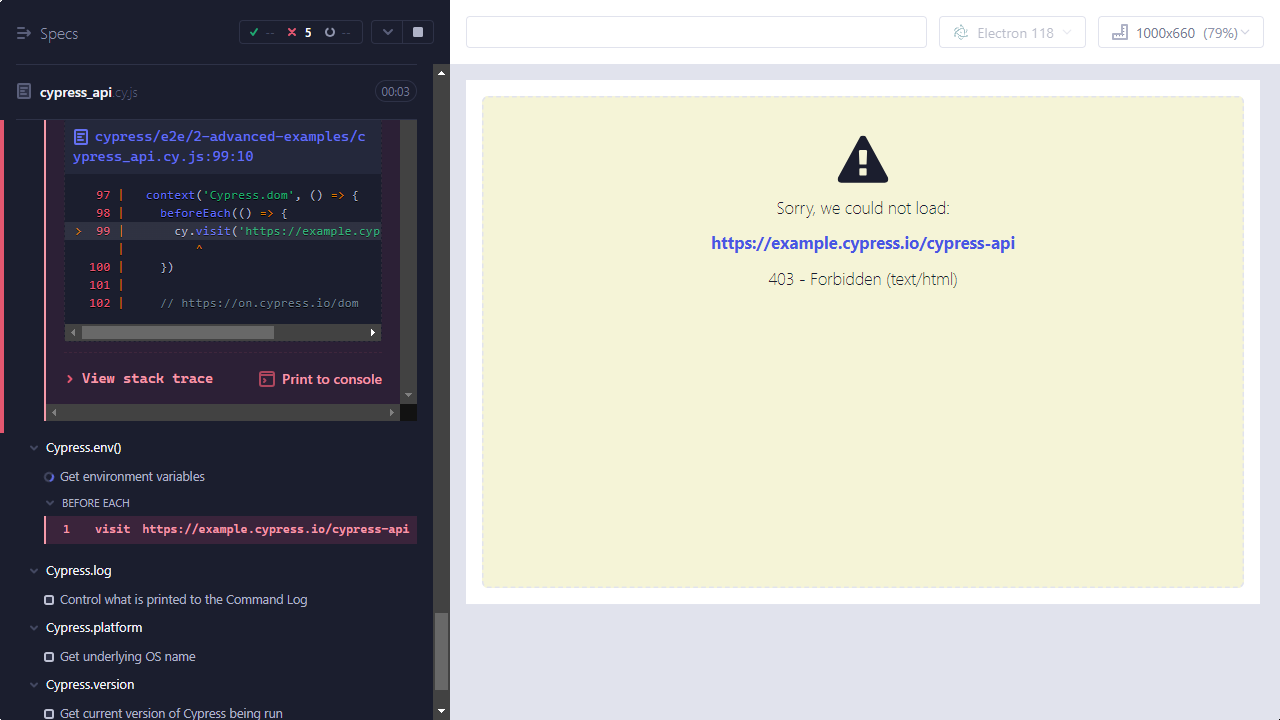 Specs
-- 5 --
cypress_api.cy.js 00:03
cypress/e2e/2-advanced-examples/c
ypress_api.cy.js:99:10
97 | context('Cypress.dom', () => {
98 | beforeEach(() => {
> 99 | cy.visit('https://example.cyp
| ^
100 | })
101 |
102 | // https://on.cypress.io/dom
> View stack trace Print to console
Cypress.env()
Get environment variables
BEFORE EACH
1 visit https://example.cypress.io/cypress-api
Cypress.log
Control what is printed to the Command Log
Cypress.platform
Get underlying OS name
Cypress.version
Get current version of Cypress being run
Electron 118
1000x660 (79%)
Sorry, we could not load:
https://example.cypress.io/cypress-api
403 - Forbidden (text/html)